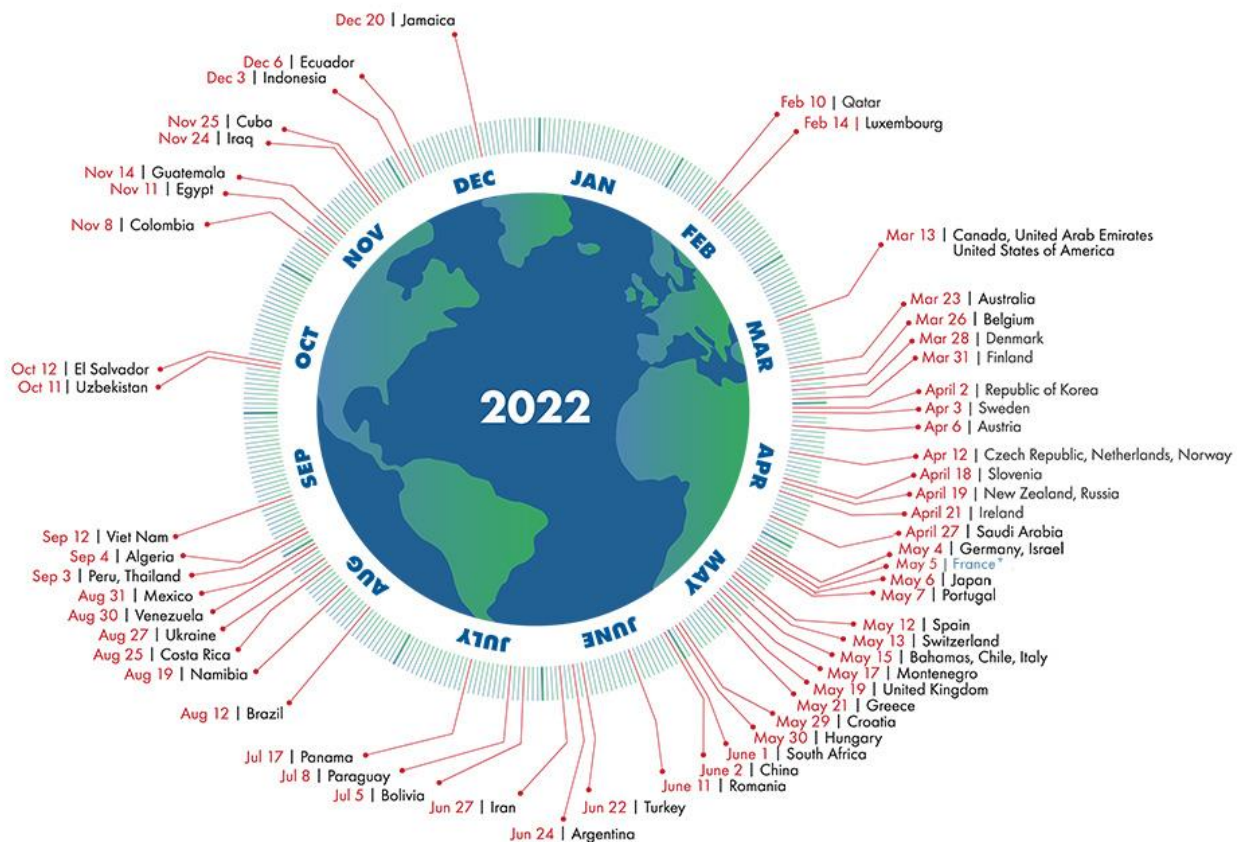 Dec 20 | Jamaica
Dec 6 | Ecuador
Dec 3 | Indonesia
Nov 25 | Cuba
Nov 24 | Iraq
Nov 14 | Guatemala
Nov 11 | Egypt
Nov 8 | Colombia
Oct 12 | El Salvador
Oct 11 | Uzbekistan
Sep 12 | Viet Nam
Sep 4 | Algeria
Sep 3 | Peru, Thailand
Aug 31 | Mexico
Aug 30 | Venezuela
Aug 27 | Ukraine
Aug 25 | Costa Rica
Aug 19 | Namibia
Aug 12 | Brazil
Jul 17 | Panama
Jul 8 | Paraguay
Jul 5 | Bolivia
Jun 27 | Iran
Jun 24 | Argentina
Jun 22 | Turkey
Feb 10 | Qatar
Feb 14 | Luxembourg
Mar 13 | Canada, United Arab Emirates
United States of America
Mar 23 | Australia
Mar 26 | Belgium
Mar 28 | Denmark
Mar 31 | Finland
April 2 | Republic of Korea
Apr 3 | Sweden
Apr 6 | Austria
Apr 12 | Czech Republic, Netherlands, Norway
April 18 | Slovenia
April 19 | New Zealand, Russia
April 21 | Ireland
April 27 | Saudi Arabia
May 4 | Germany, Israel
May 5 | France*
May 6 | Japan
May 7 | Portugal
May 12 | Spain
May 13 | Switzerland
May 15 | Bahamas, Chile, Italy
May 17 | Montenegro
May 19 | United Kingdom
May 21 | Greece
May 29 | Croatia
May 30 | Hungary
June 1 | South Africa
June 2 | China
June 11 | Romania
JAN
FEB
MAR
APR
MAY
JUNE
JULY
AUG
SEP
OCT
NOV
DEC
2022